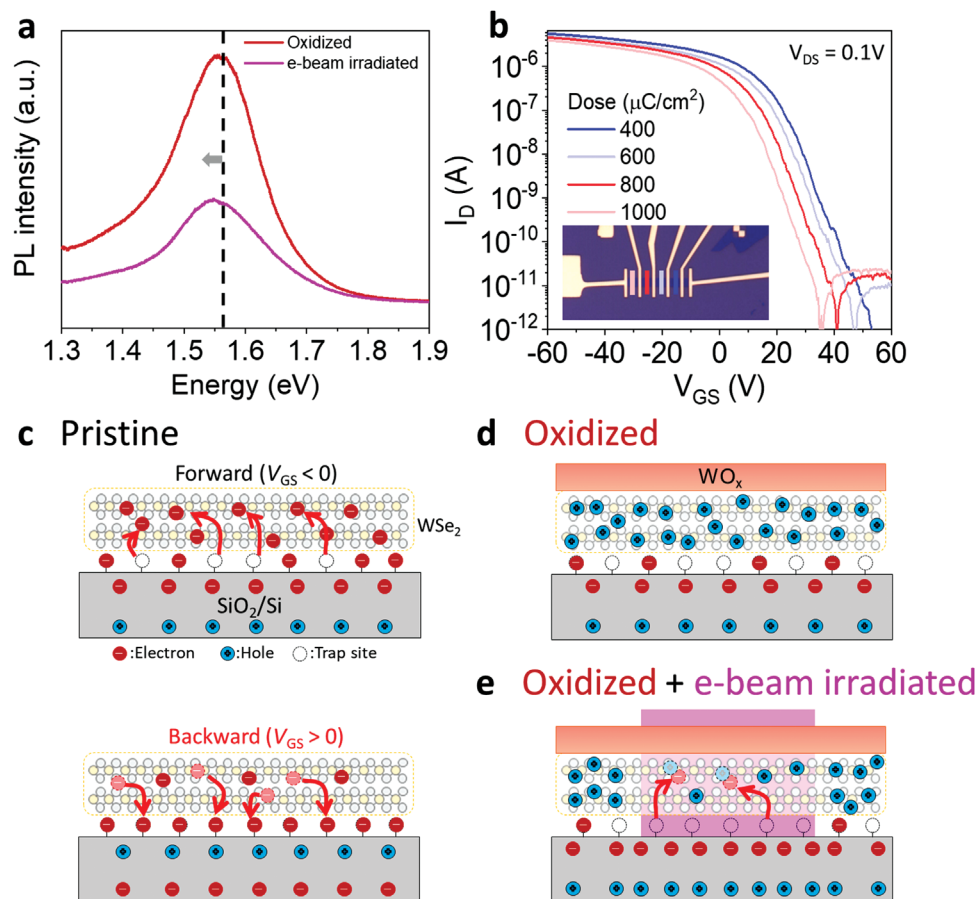 a
Oxidized
e-beam irradiated
PL intensity (a.u.)
1.3 1.4 1.5 1.6 1.7 1.8 1.9
Energy (eV)
b
V_DS = 0.1V
Dose (μC/cm²)
400
600
800
1000
I_D (A)
10⁻⁶
10⁻⁷
10⁻⁸
10⁻⁹
10⁻¹⁰
10⁻¹¹
10⁻¹²
-60 -40 -20 0 20 40 60
V_GS (V)
c Pristine
Forward (V_GS < 0)
WSe₂
SiO₂/Si
:Electron :Hole :Trap site
Backward (V_GS > 0)
d Oxidized
WOₓ
e Oxidized + e-beam irradiated